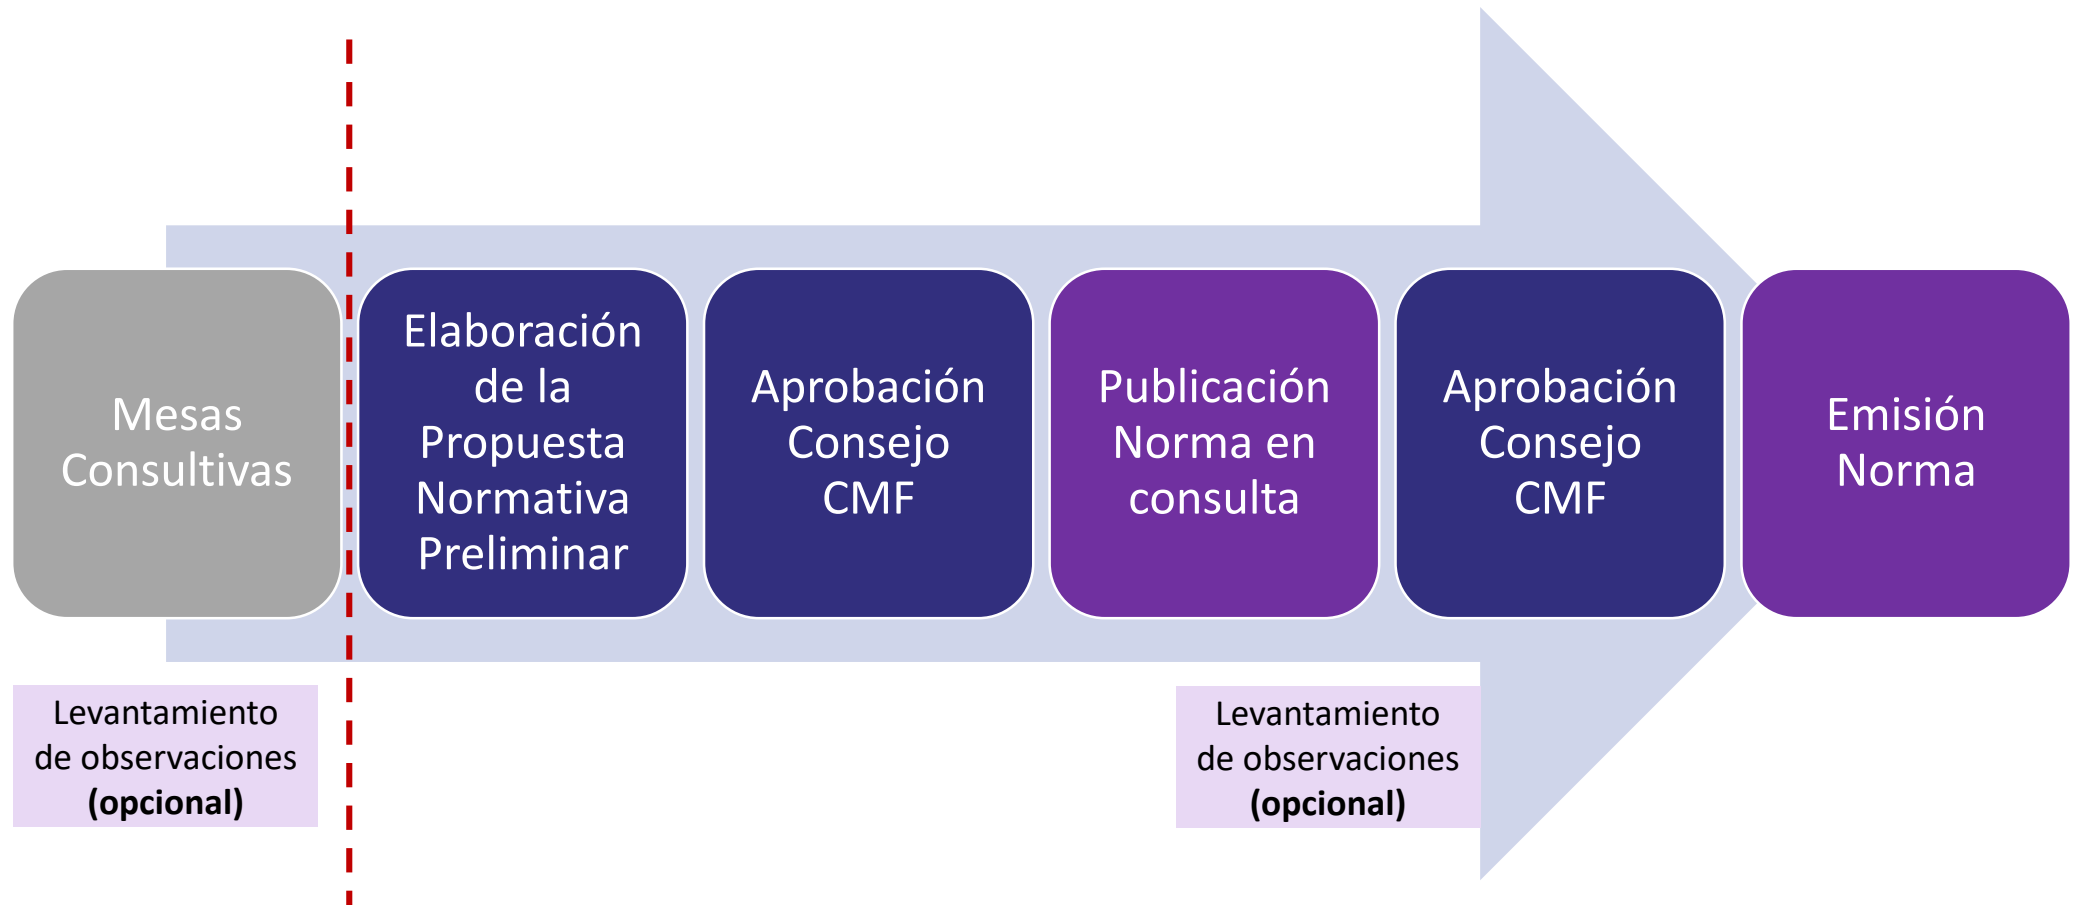 Mesas
Consultivas
Elaboración
de la
Propuesta
Normativa
Preliminar
Aprobación
Consejo
CMF
Publicación
Norma en
consulta
Aprobación
Consejo
CMF
Emisión
Norma
Levantamiento
de observaciones
(opcional)
Levantamiento
de observaciones
(opcional)